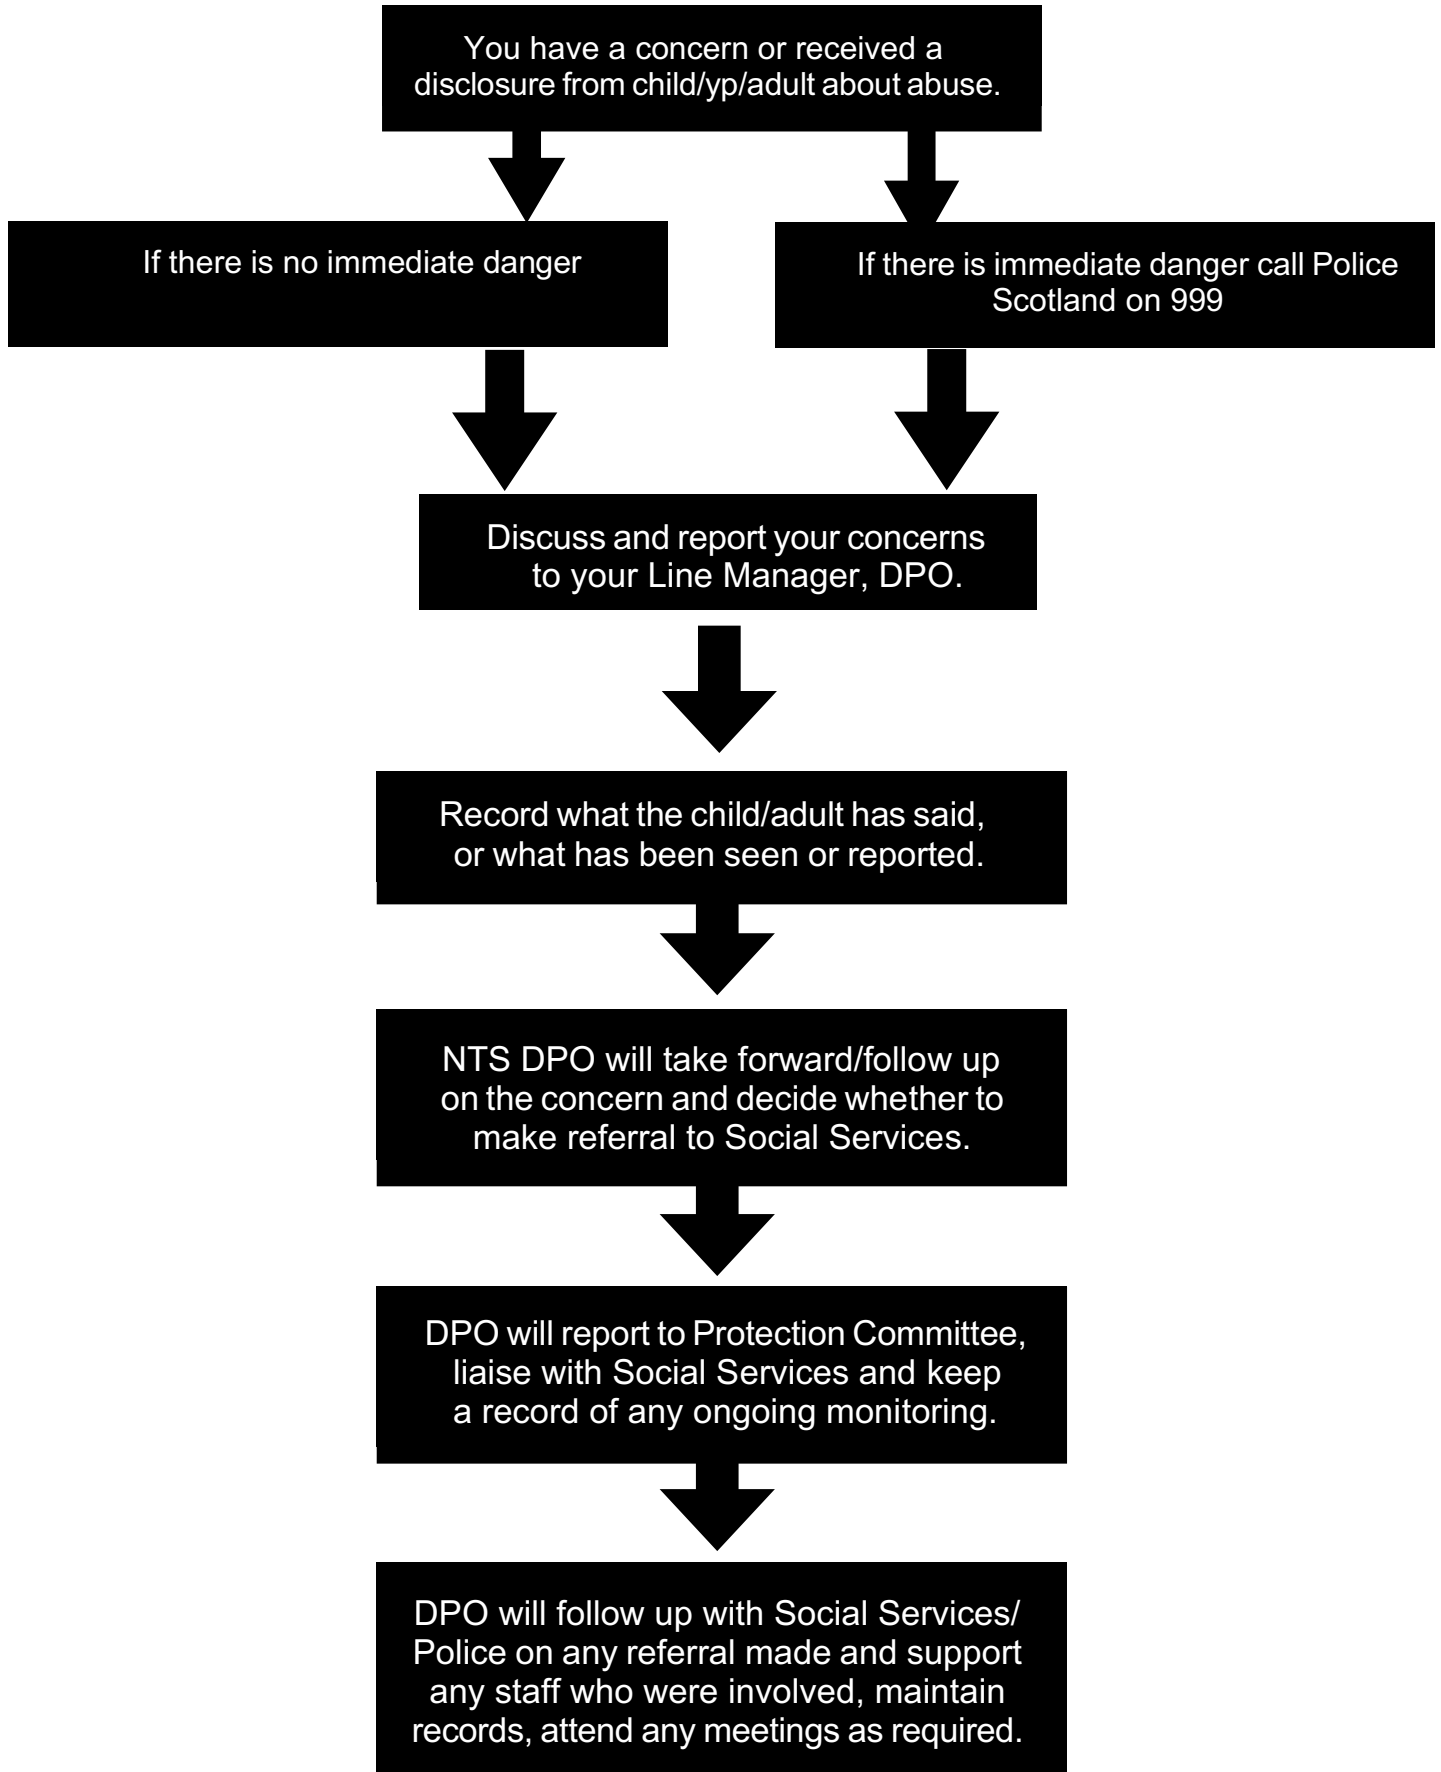 You have a concern or received a
disclosure from child/yp/adult about abuse.
If there is no immediate danger
If there is immediate danger call Police
Scotland on 999
Discuss and report your concerns
to your Line Manager, DPO.
Record what the child/adult has said,
or what has been seen or reported.
NTS DPO will take forward/follow up
on the concern and decide whether to
make referral to Social Services.
DPO will report to Protection Committee,
liaise with Social Services and keep
a record of any ongoing monitoring.
DPO will follow up with Social Services/
Police on any referral made and support
any staff who were involved, maintain
records, attend any meetings as required.